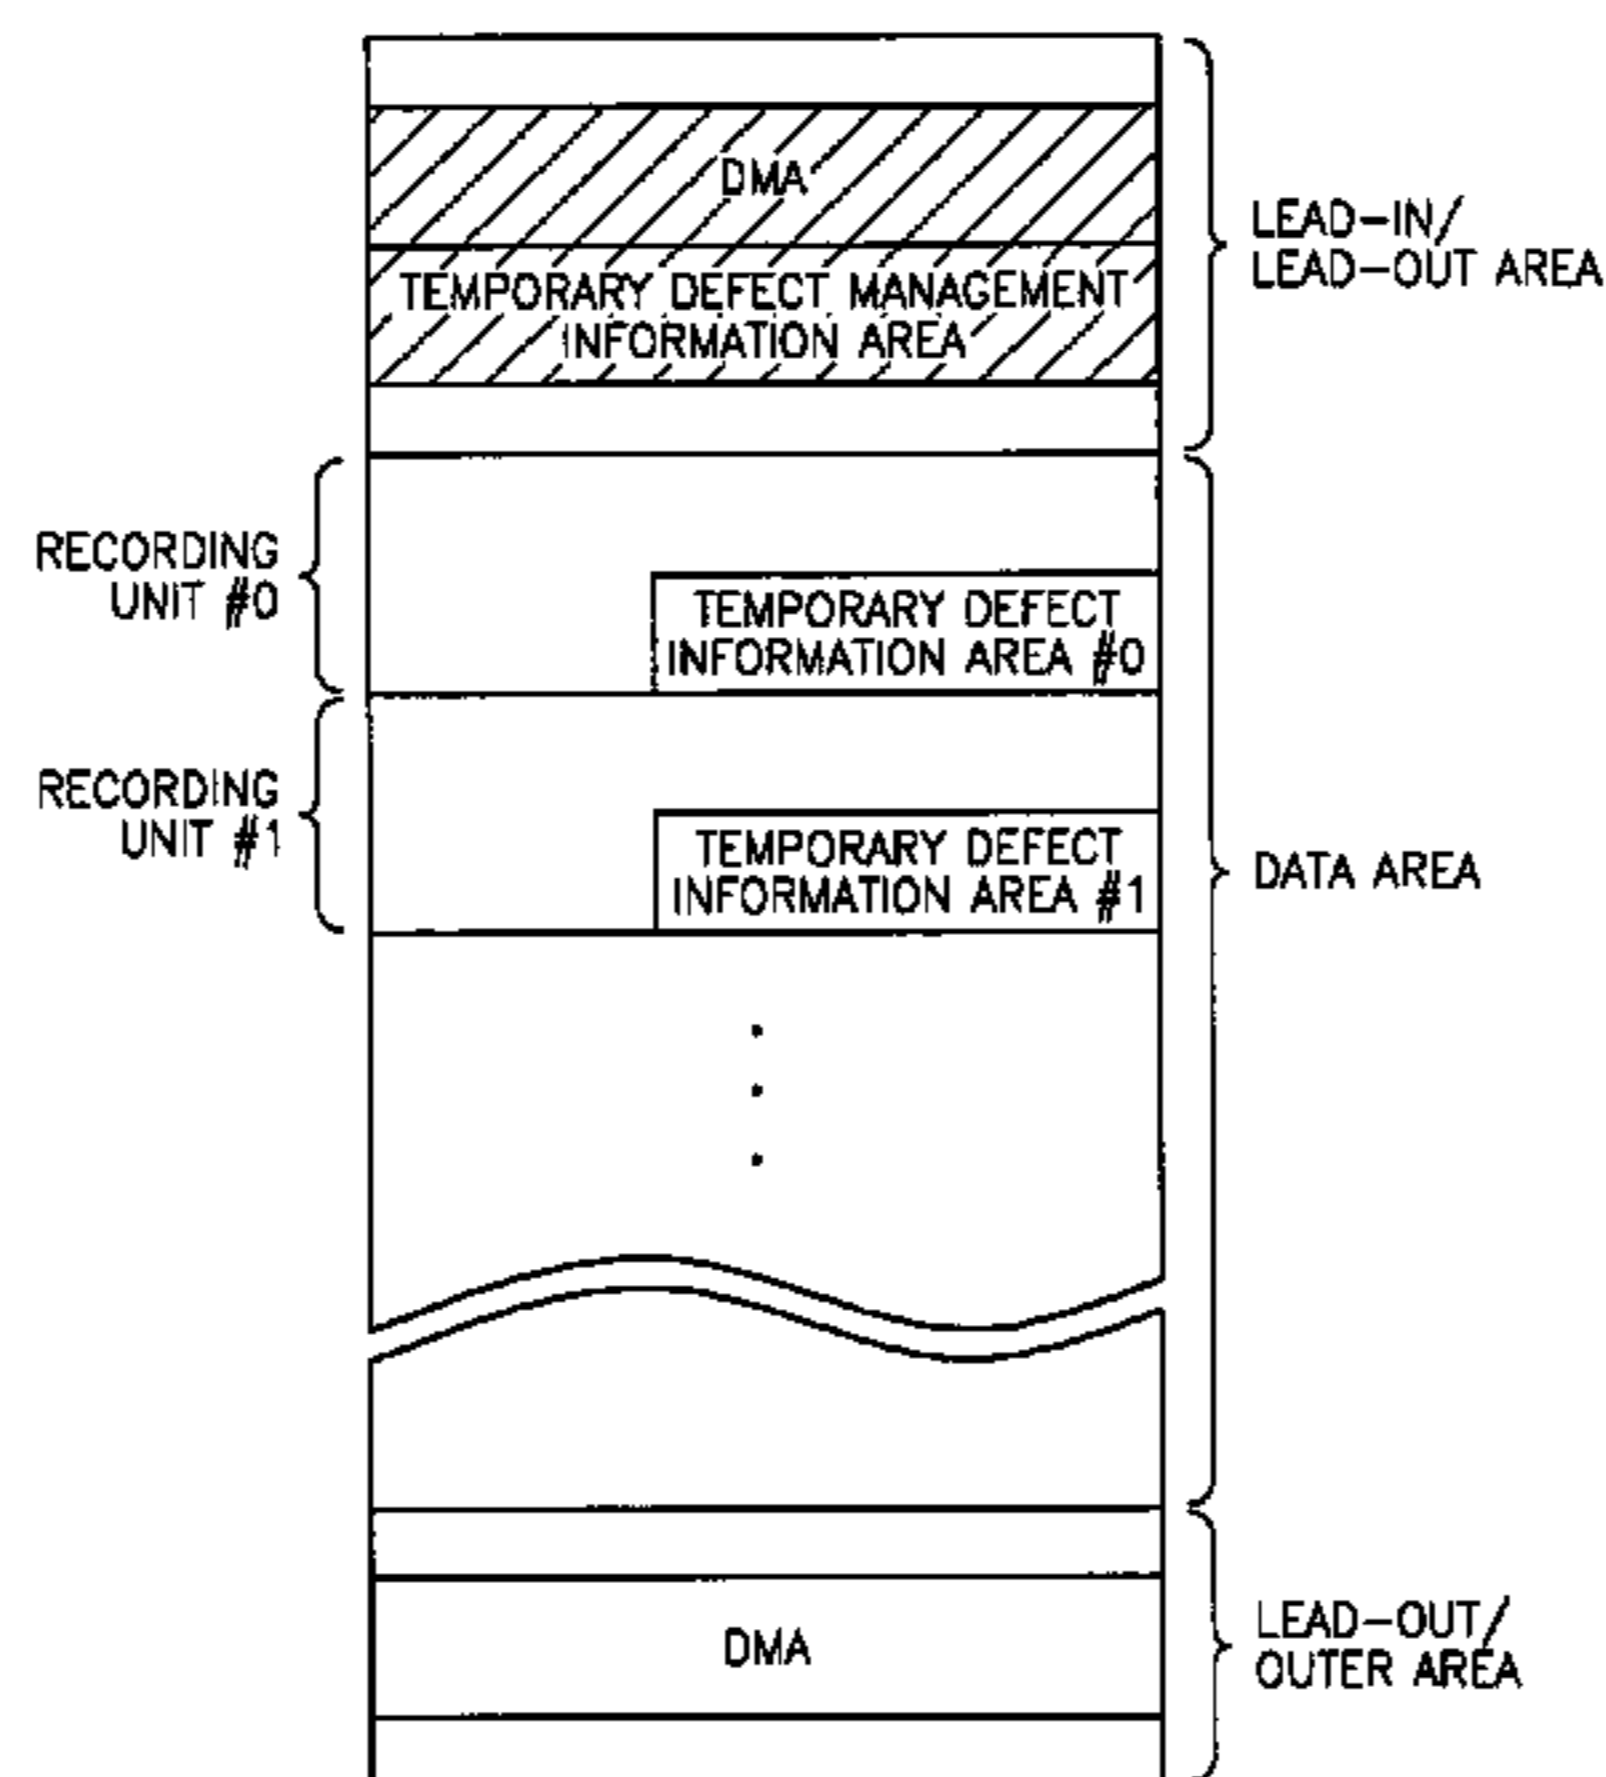 DMA
TEMPORARY DEFECT MANAGEMENT
INFORMATION AREA
LEAD-IN/
LEAD-OUT AREA
RECORDING
UNIT #0
TEMPORARY DEFECT
INFORMATION AREA #0
RECORDING
UNIT #1
TEMPORARY DEFECT
INFORMATION AREA #1
DATA AREA
DMA
LEAD-OUT/
OUTER AREA